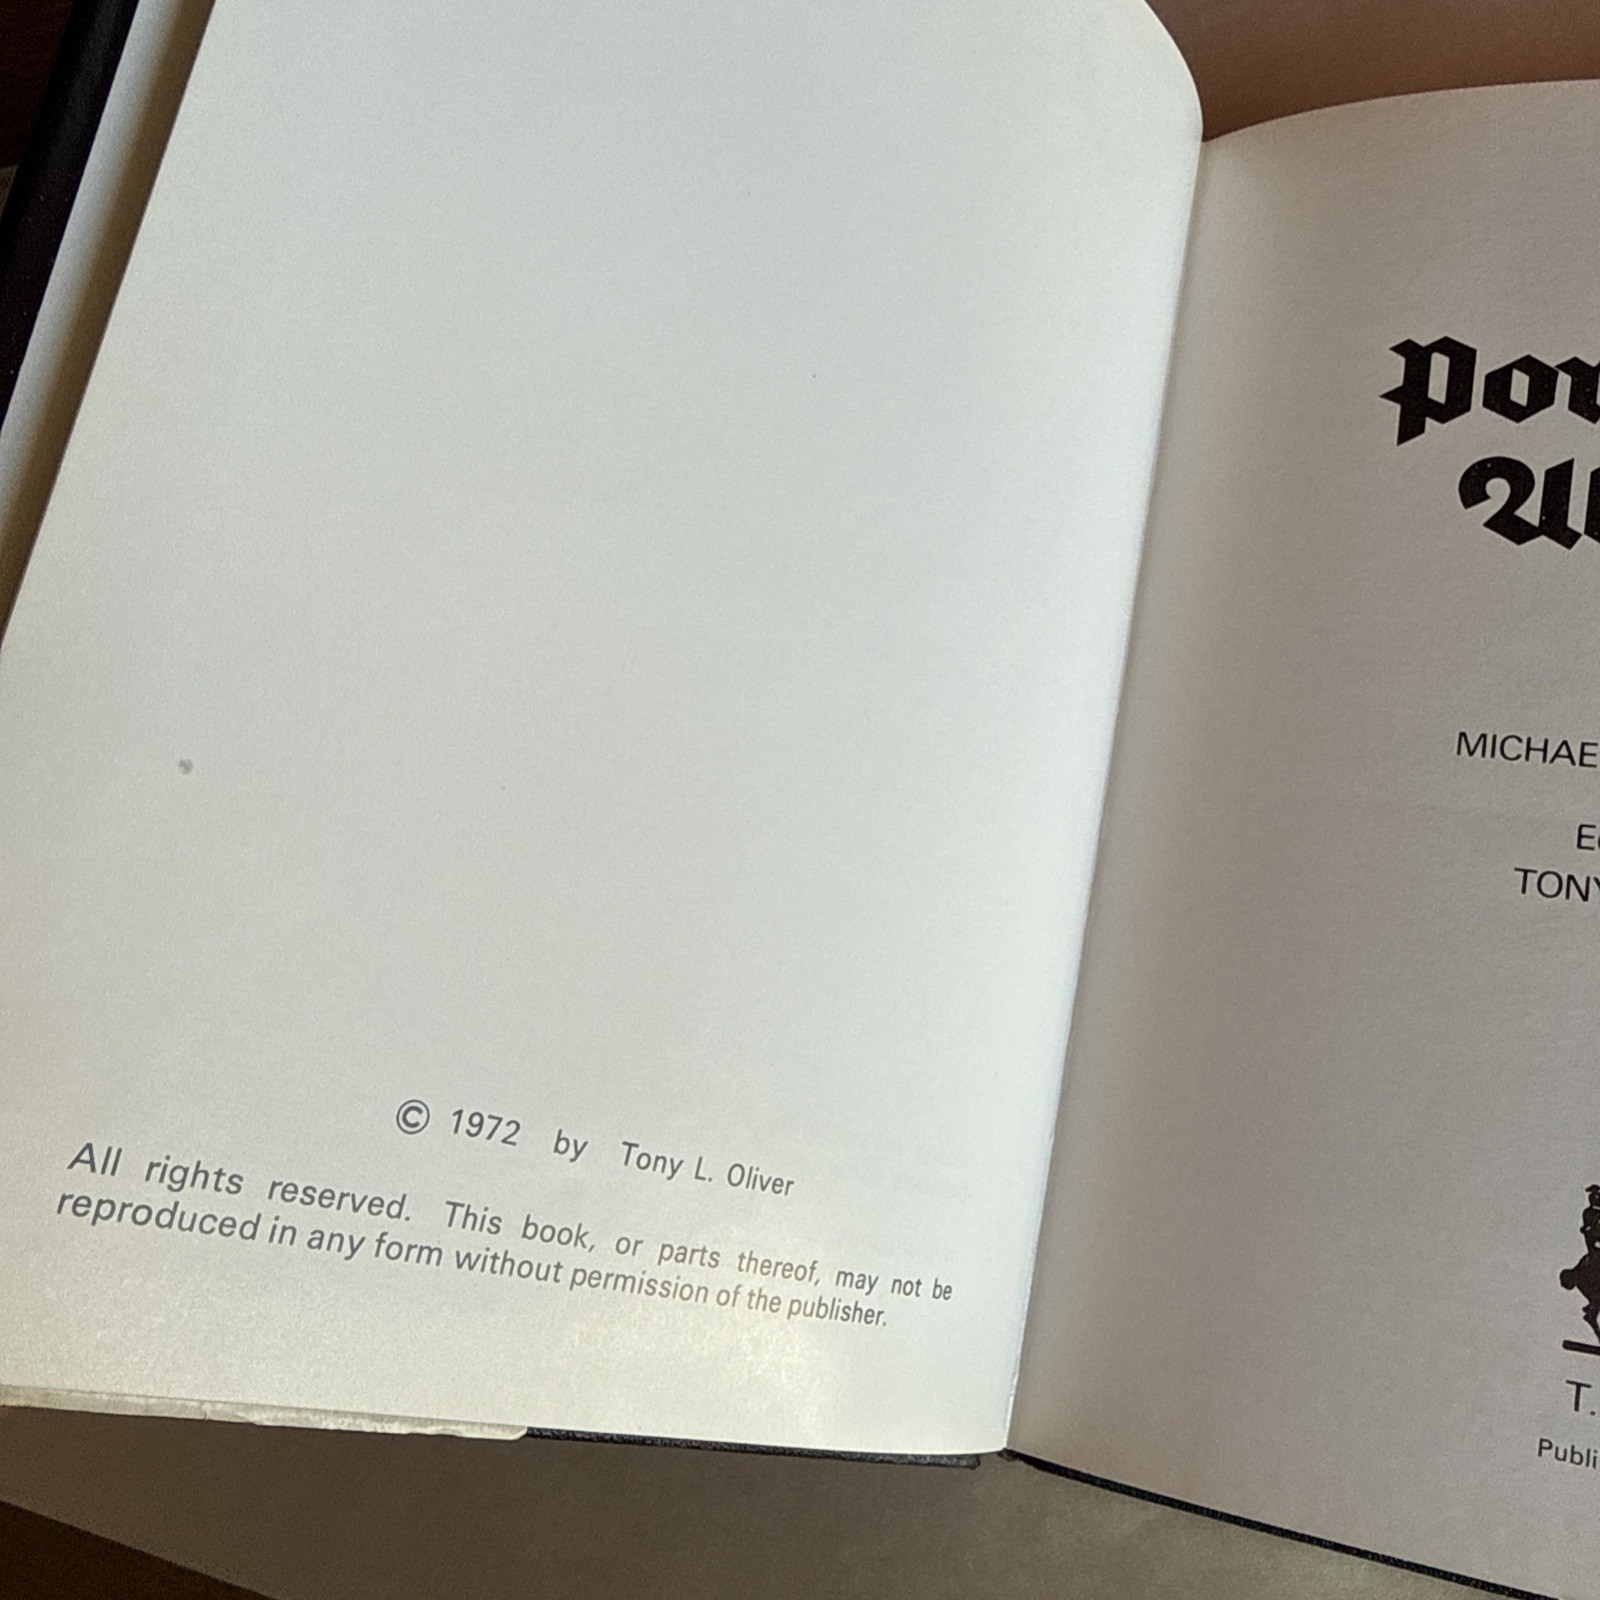 © 1972 by Tony L. Oliver
All rights reserved. This book, or parts thereof, may not be
reproduced in any form without permission of the publisher.
MICHAE
TONY
T.
Publi